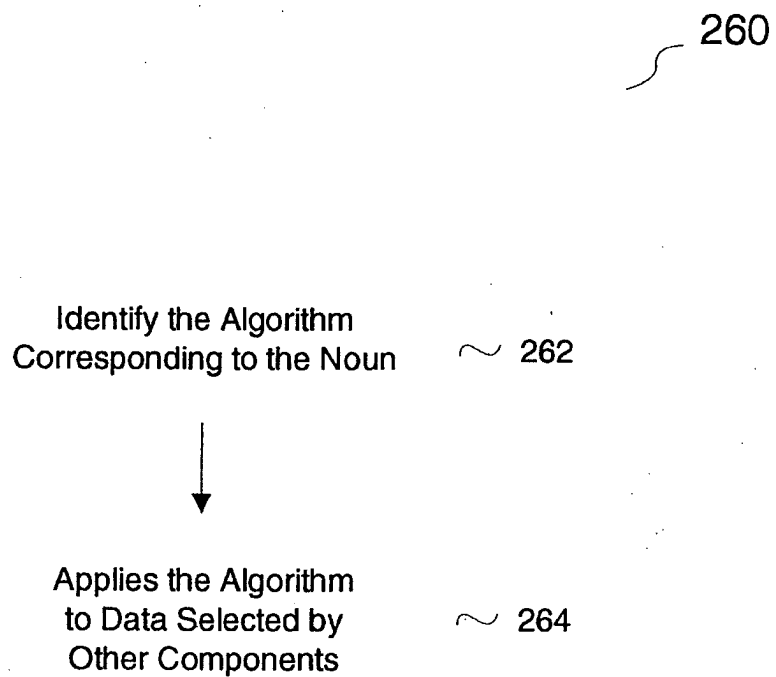 260
Identify the Algorithm
Corresponding to the Noun
262
Applies the Algorithm
to Data Selected by
Other Components
264